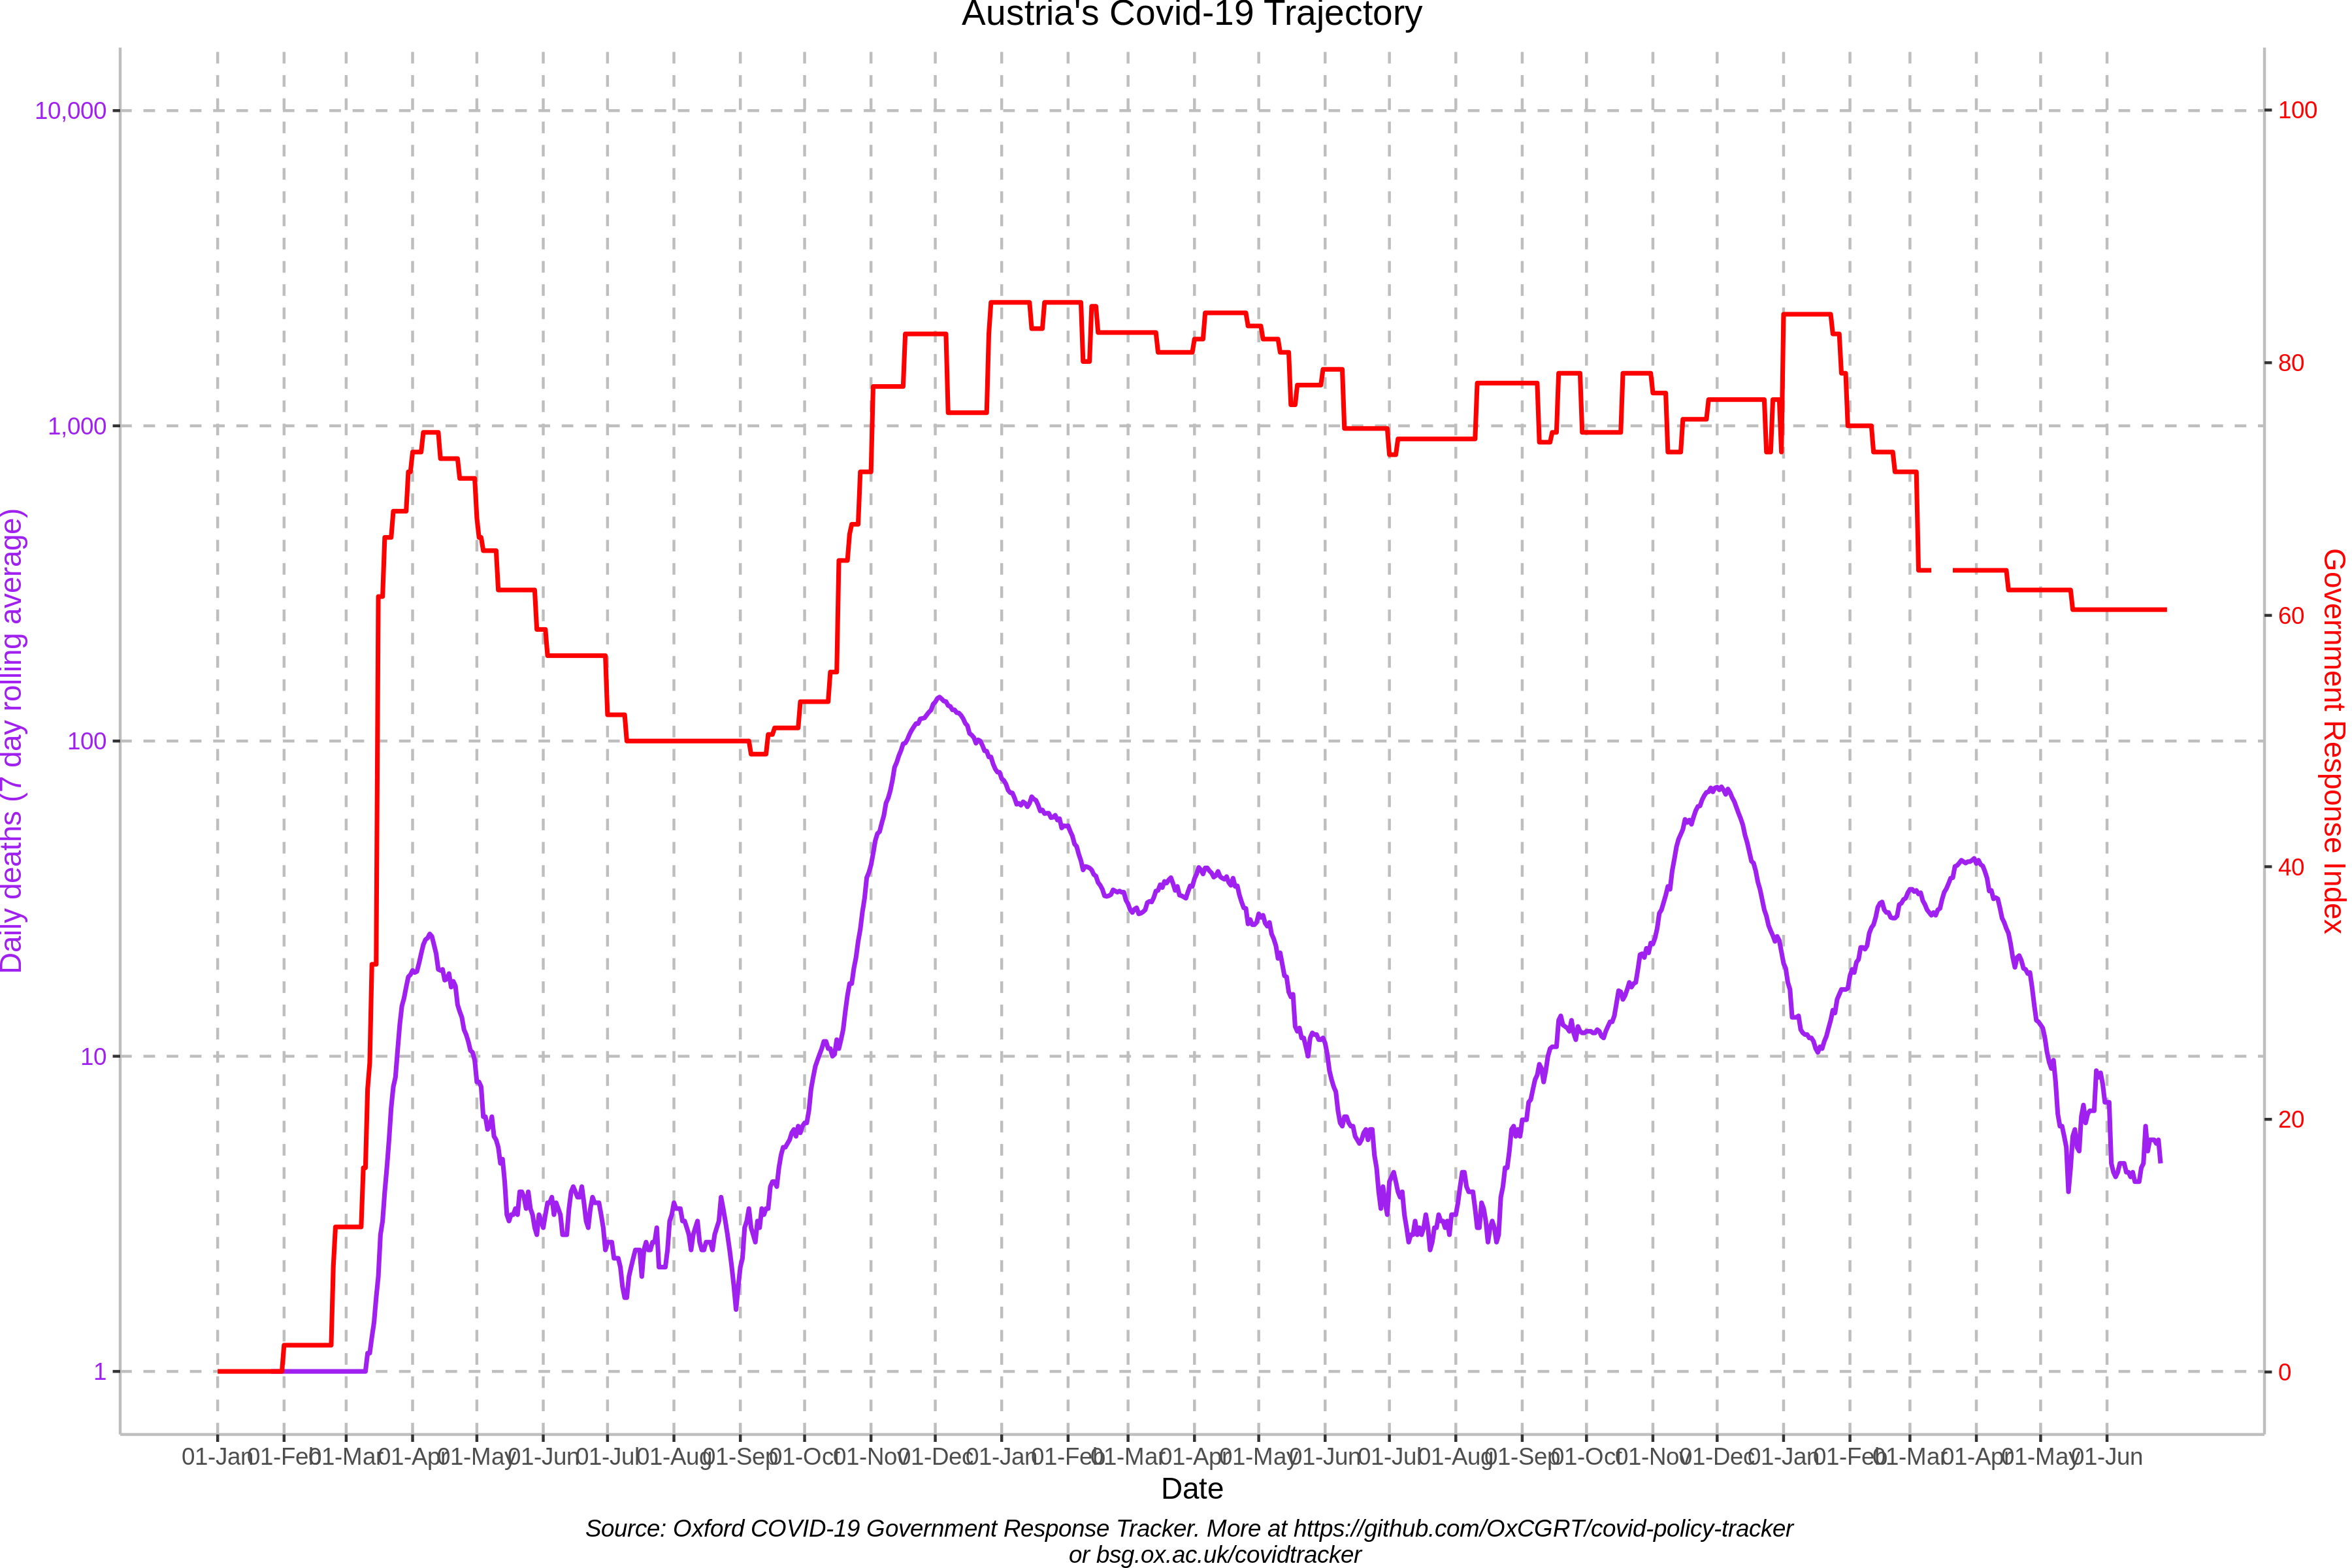 Austria's Covid-19 Trajectory
10,000
1,000
100
10
1
Daily deaths (7 day rolling average)
100
80
60
40
20
0
Government Response Index
01-Jan 01-Feb 01-Mar 01-Apr 01-May 01-Jun 01-Jul 01-Aug 01-Sep 01-Oct 01-Nov 01-Dec 01-Jan 01-Feb 01-Mar 01-Apr 01-May 01-Jun 01-Jul 01-Aug 01-Sep 01-Oct 01-Nov 01-Dec 01-Jan 01-Feb 01-Mar 01-Apr 01-May 01-Jun
Date
Source: Oxford COVID-19 Government Response Tracker. More at https://github.com/OxCGRT/covid-policy-tracker
or bsg.ox.ac.uk/covidtracker